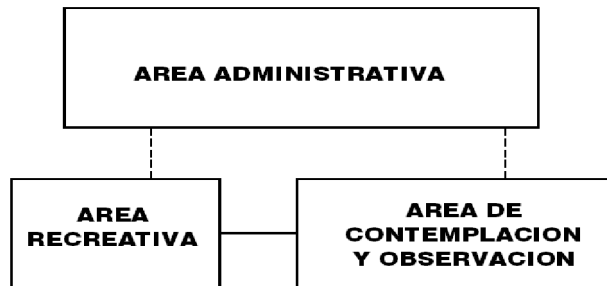 AREA ADMINISTRATIVA
AREA
RECREATIVA
AREA DE
CONTEMPLACION
Y OBSERVACION